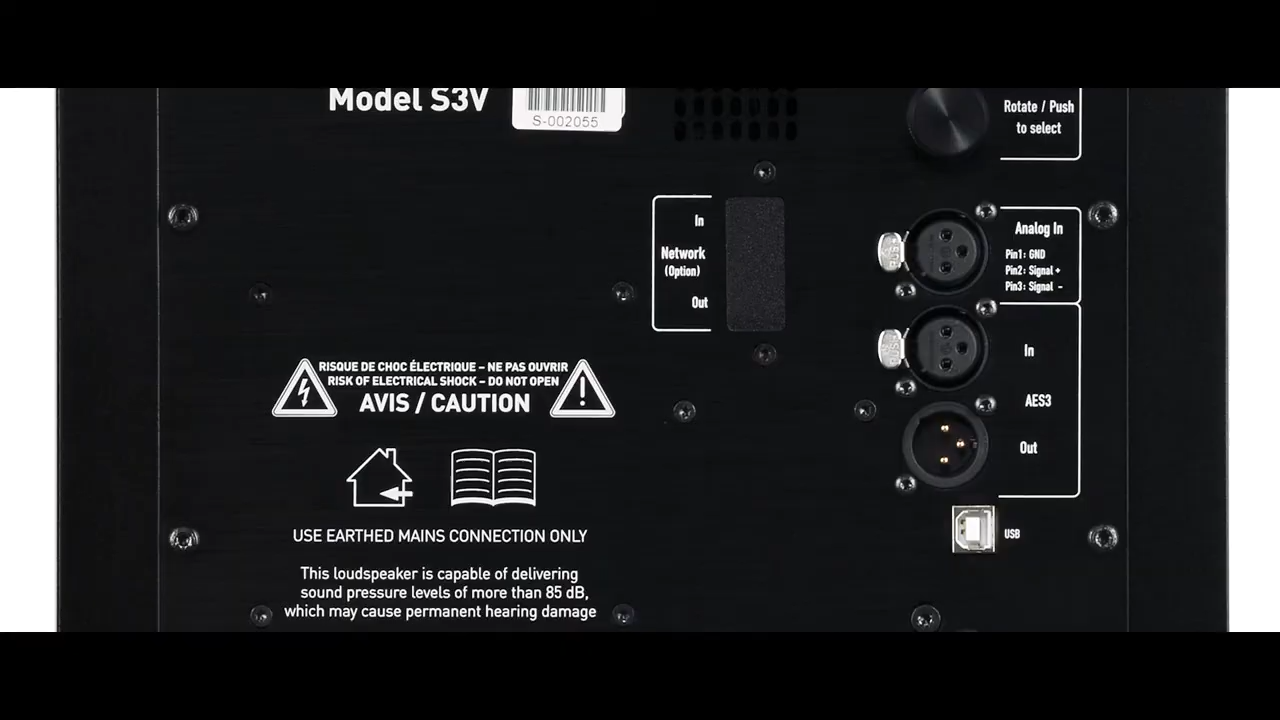 Model S3V
S-002055
Rotate / Push
to select
In
Network
(Option)
Out
Analog In
Pin1: GND
Pin2: Signal +
Pin3: Signal -
In
AES3
Out
USB
PUSH
PUSH
RISQUE DE CHOC ÉLECTRIQUE – NE PAS OUVRIR
RISK OF ELECTRICAL SHOCK – DO NOT OPEN
AVIS / CAUTION
USE EARTHED MAINS CONNECTION ONLY
This loudspeaker is capable of delivering
sound pressure levels of more than 85 dB,
which may cause permanent hearing damage